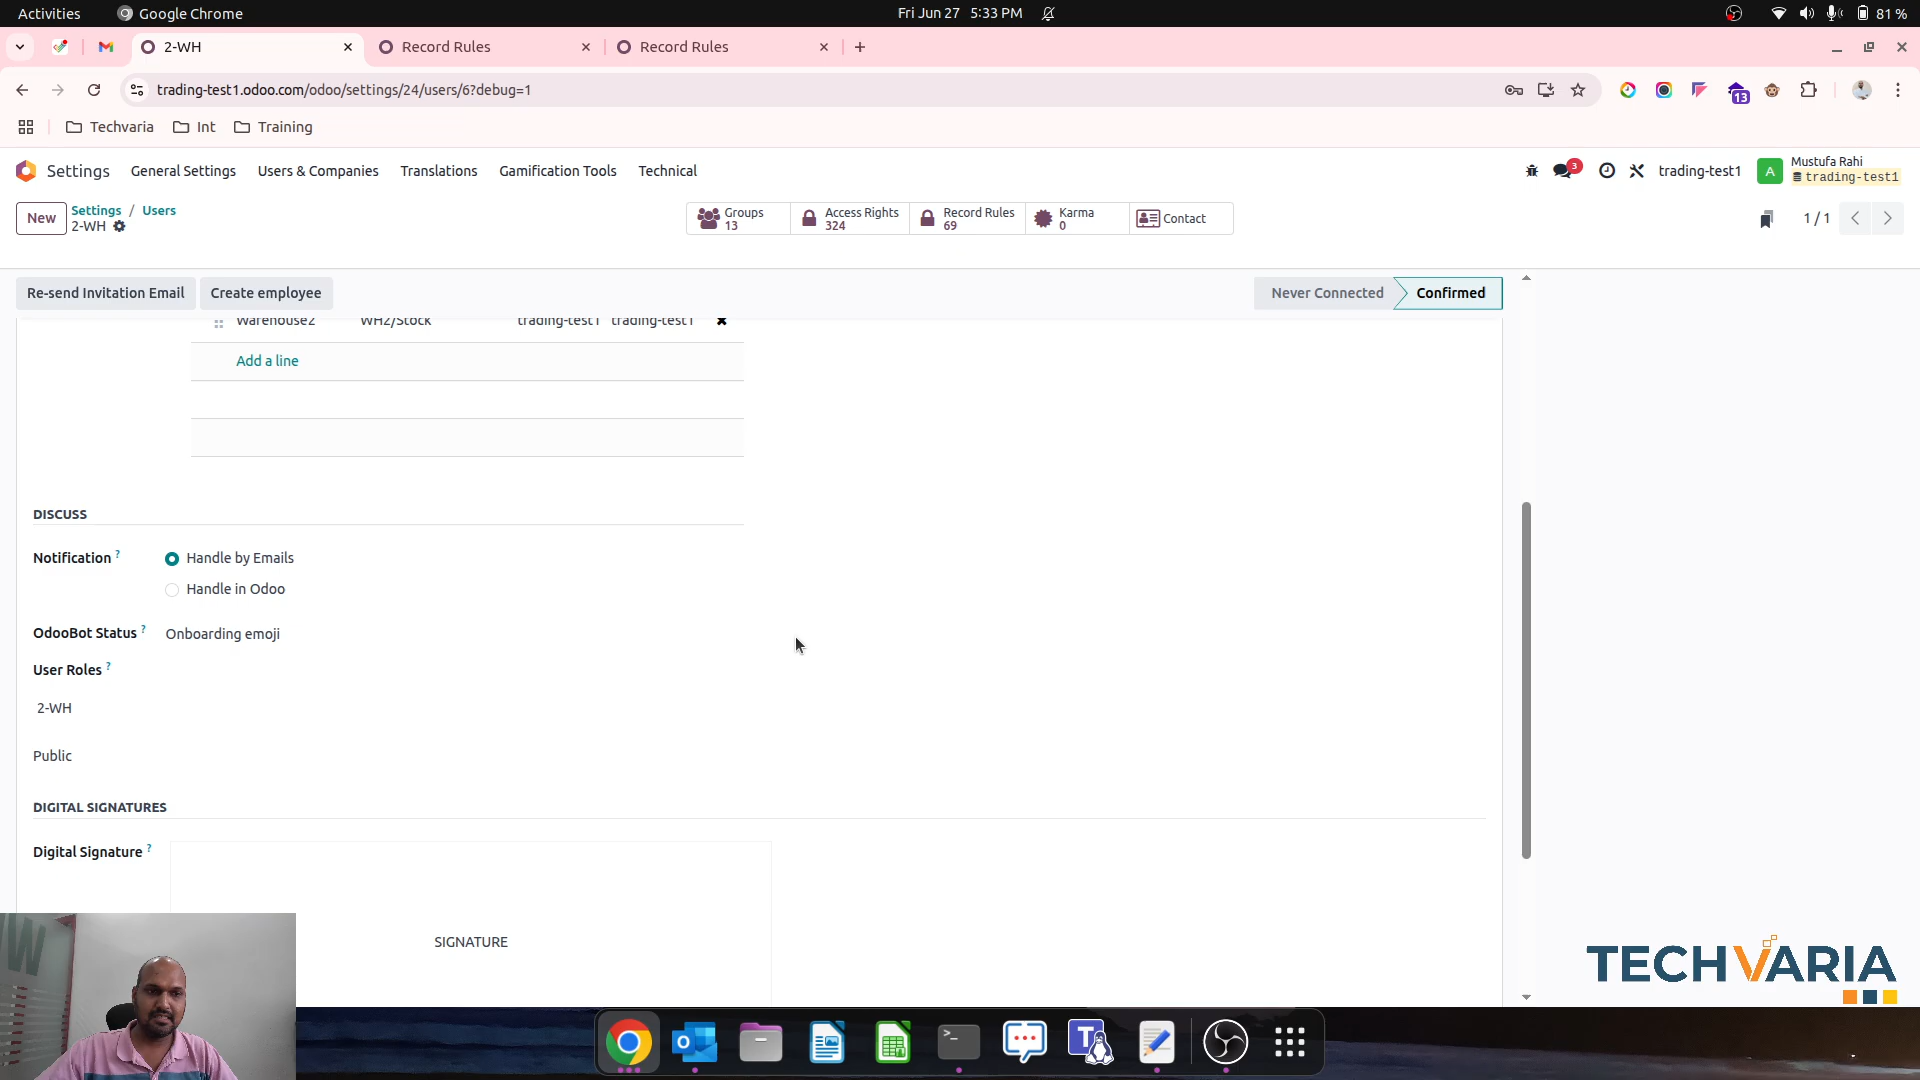 Activities Google Chrome Fri Jun 27 5:33 PM 81 %
2-WH Record Rules Record Rules
trading-test1.odoo.com/odoo/settings/24/users/6?debug=1 13
Techvaria Int Training
Settings General Settings Users & Companies Translations Gamification Tools Technical 3 trading-test1 A Mustufa Rahi
trading-test1
New Settings / Users
2-WH
Groups 13 Access Rights 324 Record Rules 69 Karma 0 Contact 1 / 1
Re-send Invitation Email Create employee Never Connected Confirmed
Warehouse2 WH2/Stock trading-test1 trading-test1
Add a line
DISCUSS
Notification ? Handle by Emails
Handle in Odoo
OdooBot Status ? Onboarding emoji
User Roles ?
2-WH
Public
DIGITAL SIGNATURES
Digital Signature ?
SIGNATURE
TECHVARIA